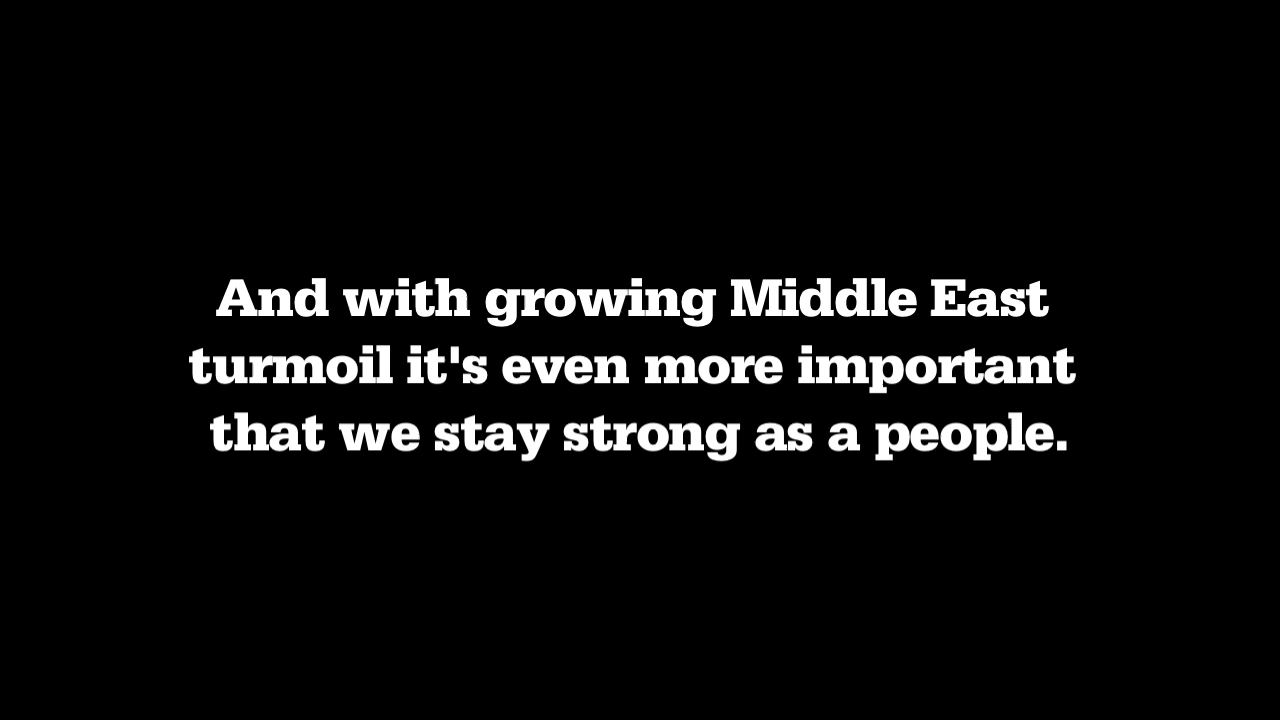 And with growing Middle East
turmoil it's even more important
that we stay strong as a people.